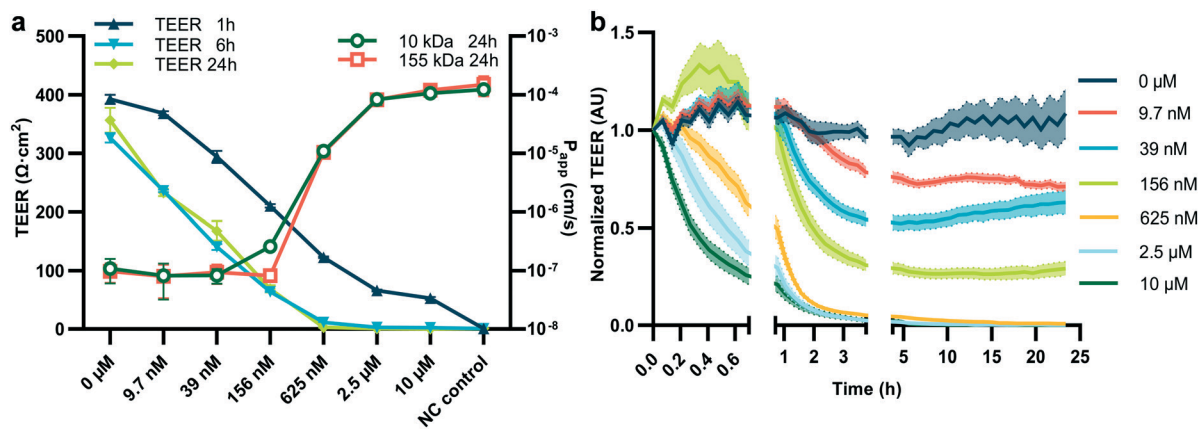 a
TEER 1h
TEER 6h
TEER 24h
10 kDa 24h
155 kDa 24h
TEER (Ω·cm²)
500
400
300
200
100
0
P_app (cm/s)
10⁻³
10⁻⁴
10⁻⁵
10⁻⁶
10⁻⁷
10⁻⁸
0 µM
9.7 nM
39 nM
156 nM
625 nM
2.5 µM
10 µM
NC control
b
Normalized TEER (AU)
1.5
1.0
0.5
0.0
0.0
0.2
0.4
0.6
1
2
3
5
10
15
20
25
Time (h)
0 µM
9.7 nM
39 nM
156 nM
625 nM
2.5 µM
10 µM